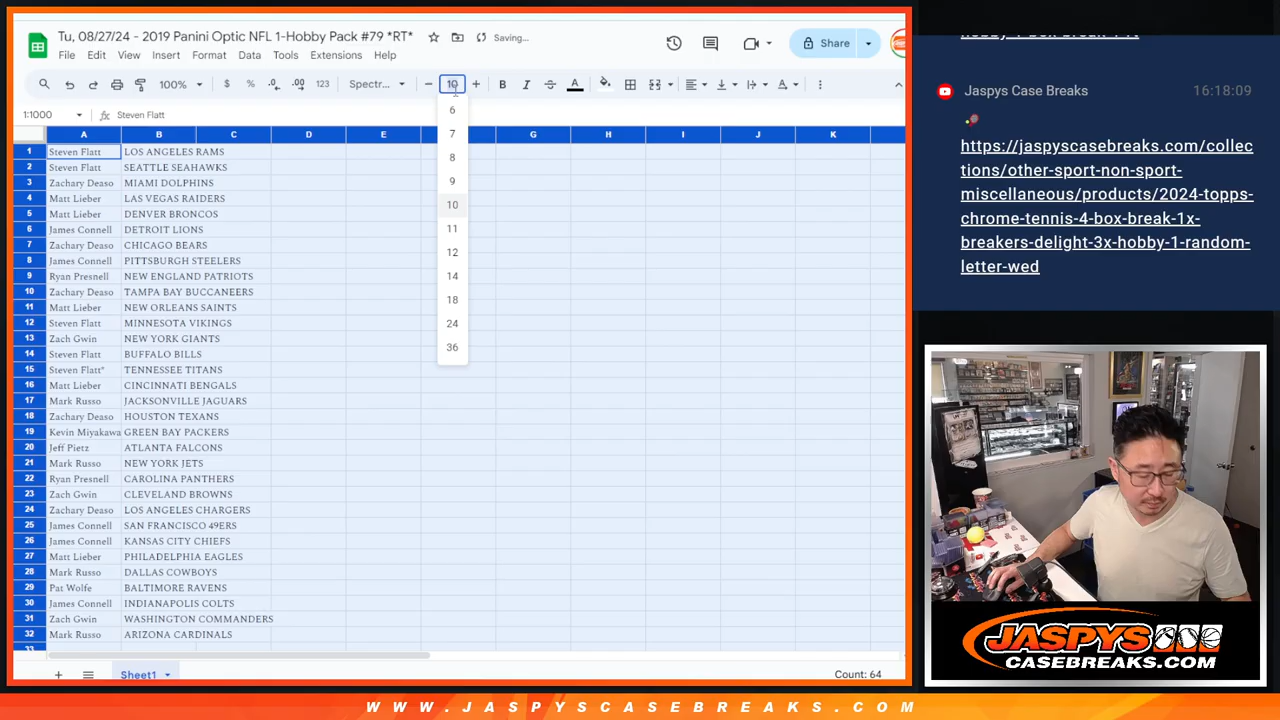 Tu, 08/27/24 - 2019 Panini Optic NFL 1-Hobby Pack #79 *RT*
Saving...
File Edit View Insert Format Data Tools Extensions Help
Share
100% $ % .0 .00 123 Spectr... 10 B I A
1:1000 fx Steven Flatt
A B C D E G H I J K
1 Steven Flatt LOS ANGELES RAMS
2 Steven Flatt SEATTLE SEAHAWKS
3 Zachary Deaso MIAMI DOLPHINS
4 Matt Lieber LAS VEGAS RAIDERS
5 Matt Lieber DENVER BRONCOS
6 James Connell DETROIT LIONS
7 Zachary Deaso CHICAGO BEARS
8 James Connell PITTSBURGH STEELERS
9 Ryan Presnell NEW ENGLAND PATRIOTS
10 Zachary Deaso TAMPA BAY BUCCANEERS
11 Matt Lieber NEW ORLEANS SAINTS
12 Steven Flatt MINNESOTA VIKINGS
13 Zach Gwin NEW YORK GIANTS
14 Steven Flatt BUFFALO BILLS
15 Steven Flatt* TENNESSEE TITANS
16 Matt Lieber CINCINNATI BENGALS
17 Mark Russo JACKSONVILLE JAGUARS
18 Zachary Deaso HOUSTON TEXANS
19 Kevin Miyakawa GREEN BAY PACKERS
20 Jeff Pietz ATLANTA FALCONS
21 Mark Russo NEW YORK JETS
22 Ryan Presnell CAROLINA PANTHERS
23 Zach Gwin CLEVELAND BROWNS
24 Zachary Deaso LOS ANGELES CHARGERS
25 James Connell SAN FRANCISCO 49ERS
26 James Connell KANSAS CITY CHIEFS
27 Matt Lieber PHILADELPHIA EAGLES
28 Mark Russo DALLAS COWBOYS
29 Pat Wolfe BALTIMORE RAVENS
30 James Connell INDIANAPOLIS COLTS
31 Zach Gwin WASHINGTON COMMANDERS
32 Mark Russo ARIZONA CARDINALS
6
7
8
9
10
11
12
14
18
24
36
Sheet1
Count: 64
Jaspys Case Breaks 16:18:09
https://jaspyscasebreaks.com/collec
tions/other-sport-non-sport-
miscellaneous/products/2024-topps-
chrome-tennis-4-box-break-1x-
breakers-delight-3x-hobby-1-random-
letter-wed
JASPYS
CASEBREAKS.COM
WWW.JASPYSCASEBREAKS.COM